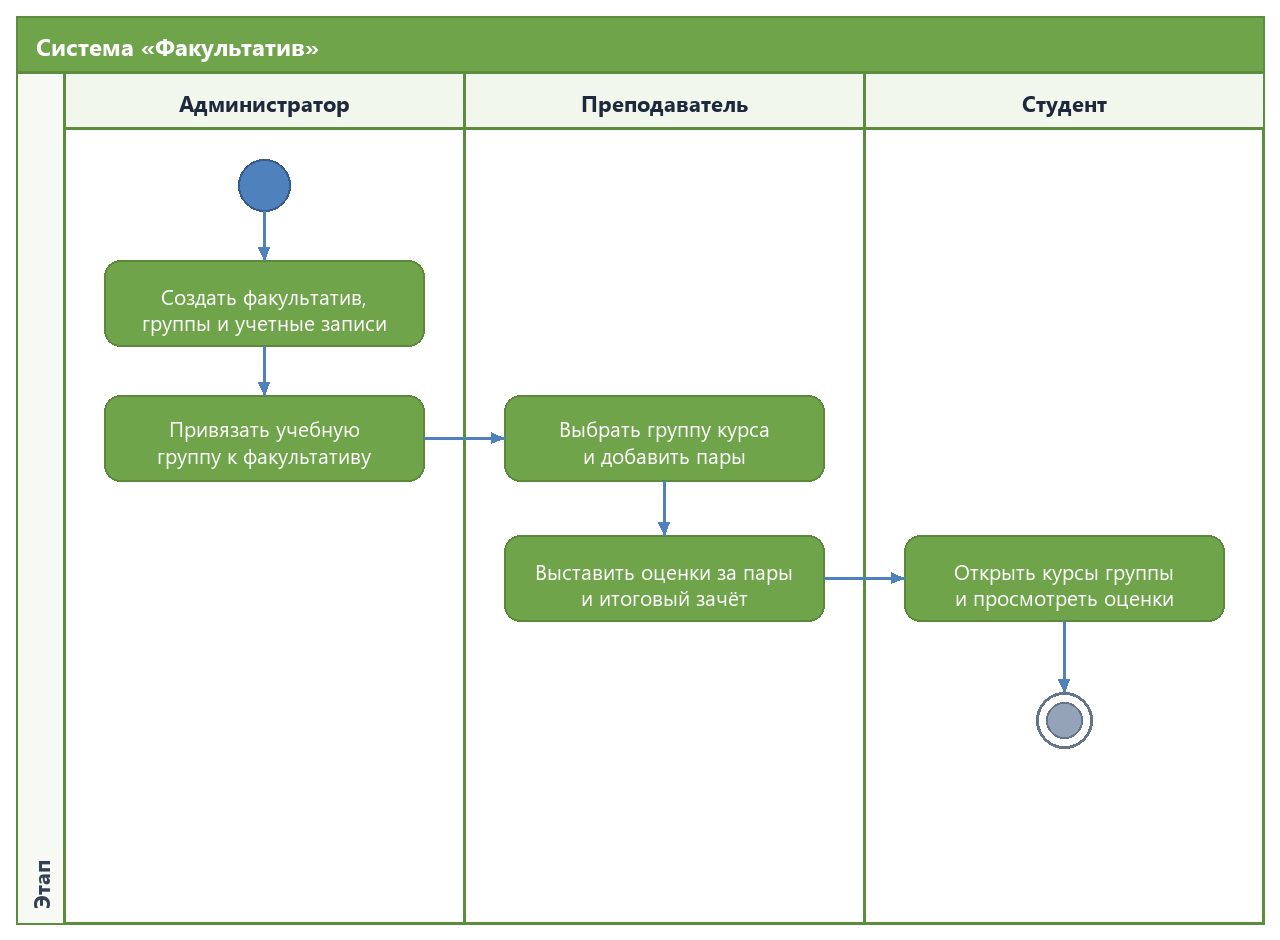 Система «Факультатив»
Администратор
Преподаватель
Студент
Создать факультатив,
группы и учетные записи
Привязать учебную
группу к факультативу
Выбрать группу курса
и добавить пары
Выставить оценки за пары
и итоговый зачёт
Открыть курсы группы
и просмотреть оценки
Этап